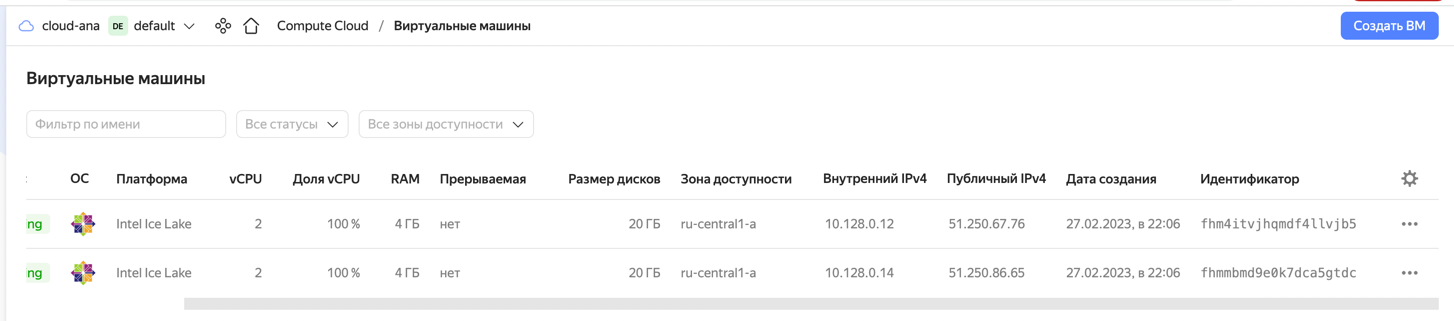 cloud-ana DE default Compute Cloud / Виртуальные машины Создать ВМ
Виртуальные машины
Фильтр по имени Все статусы Все зоны доступности
ОС Платформа vCPU Доля vCPU RAM Прерываемая Размер дисков Зона доступности Внутренний IPv4 Публичный IPv4 Дата создания Идентификатор
ng Intel Ice Lake 2 100 % 4 ГБ нет 20 ГБ ru-central1-a 10.128.0.12 51.250.67.76 27.02.2023, в 22:06 fhm4itvjhqmdf4llvjb5
ng Intel Ice Lake 2 100 % 4 ГБ нет 20 ГБ ru-central1-a 10.128.0.14 51.250.86.65 27.02.2023, в 22:06 fhmmbmd9e0k7dca5gtdc